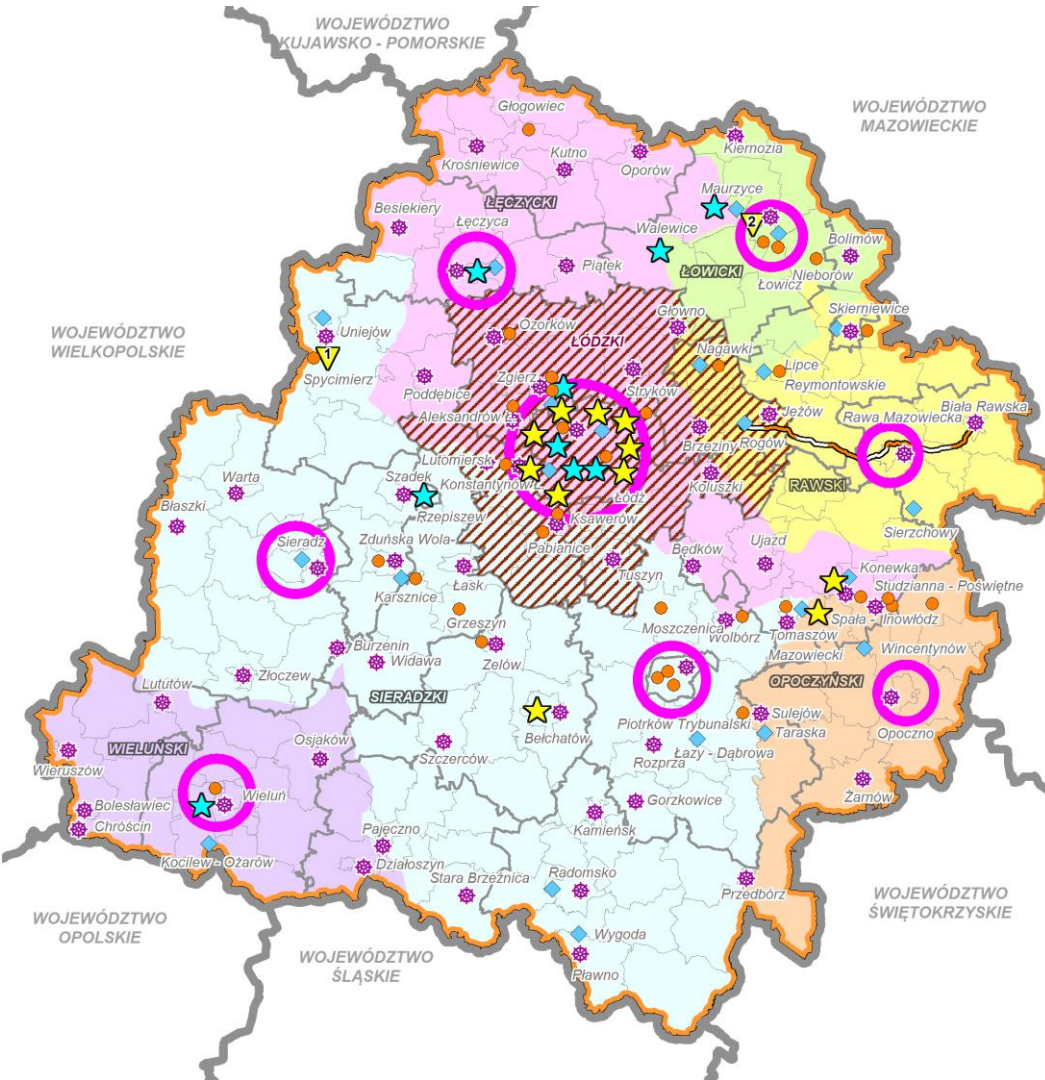 WOJEWÓDZTWO
KUJAWSKO - POMORSKIE
WOJEWÓDZTWO
MAZOWIECKIE
Głogowiec
Kiernozia
Krośniewice
Kutno
Oporów
ŁĘCZYCKI
Maurzyce
Besiekiery
Łęczyca
2
Walewice
Bolimów
Piątek
ŁOWICKI
Nieborów
Łowicz
Skierniewice
Uniejów
Głowno
WOJEWÓDZTWO
WIELKOPOLSKIE
Ozorków
ŁÓDZKI
Nagawki
1
Spycimierz
Zgierz
Lipce
Reymontowskie
Poddębice
Stryków
Aleksandrów Ł.
Jeżów
Rawa Mazowiecka
Biała Rawska
Brzeziny
Rogów
Lutomiersk
Konstantynów Ł.
Koluszki
RAWSKI
Szadek
Warta
Rzepiszew
Łódź
Błaszki
Ksawerów
Sierzchowy
Sieradz
Zduńska Wola
Pabianice
Będków
Ujazd
Konewka
Łask
Tuszyn
Karsznice
Studzianna - Poświętne
Grzeszyn
Moszczenica
Wolbórz
Spała - Inowłódz
Tomaszów
Mazowiecki
Burzenin
Widawa
Zelów
Wincentynów
Złoczew
SIERADZKI
OPOCZYŃSKI
Lututów
Piotrków Trybunalski
Sulejów
Taraska
Opoczno
WIELUŃSKI
Osjaków
Bełchatów
Szczerców
Łazy - Dąbrowa
Rozprza
Wieruszów
Wieluń
Żarnów
Bolesławiec
Chróścin
Gorzkowice
Kamieńsk
Pajęczno
Kocilew - Ożarów
Działoszyn
Stara Brzeźnica
Radomsko
Przedbórz
WOJEWÓDZTWO
ŚWIĘTOKRZYSKIE
WOJEWÓDZTWO
OPOLSKIE
Wygoda
WOJEWÓDZTWO
ŚLĄSKIE
Pławno